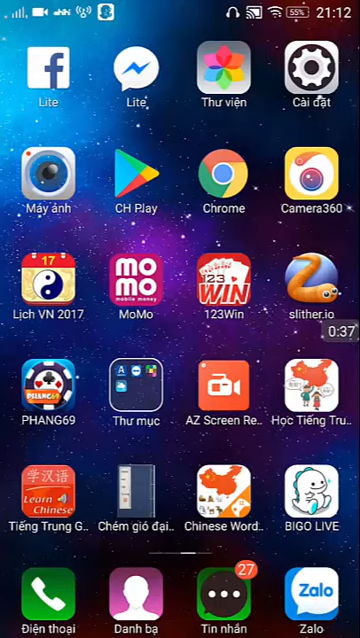 55%
21:12
Lite
Lite
Thư viện
Cài đặt
Máy ảnh
CH Play
Chrome
Camera360
17
mo
mo
mobile money
123
WIN
Lịch VN 2017
MoMo
123Win
slither.io
0:37
PHANG69
PHANG69
Thư mục
AZ Screen Re..
Học Tiếng Tru..
学汉语
Learn
Chinese
Tiếng Trung G..
Chém gió đại..
Chinese Word..
BIGO LIVE
27
Zalo
Điện thoại
Danh bạ
Tin nhắn
Zalo